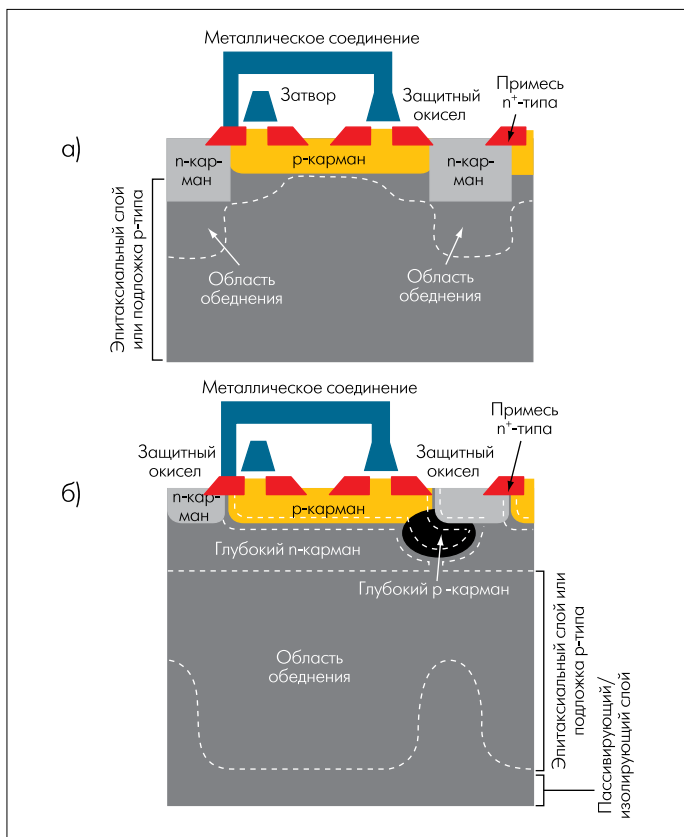 Металлическое соединение
Затвор
Защитный
окисел
Примесь
n⁺-типа
а)
n-кар-
ман
p-карман
n-кар-
ман
Эпитаксиальный слой
или подложка p-типа
Область
обеднения
Область
обеднения
Металлическое соединение
Защитный
окисел
Защитный
окисел
Примесь
n⁺-типа
б)
n-кар-
ман
p-карман
Глубокий n-карман
Глубокий p -карман
Область
обеднения
Эпитаксиальный слой или
подложка p-типа
Пассивирующий/
изолирующий слой